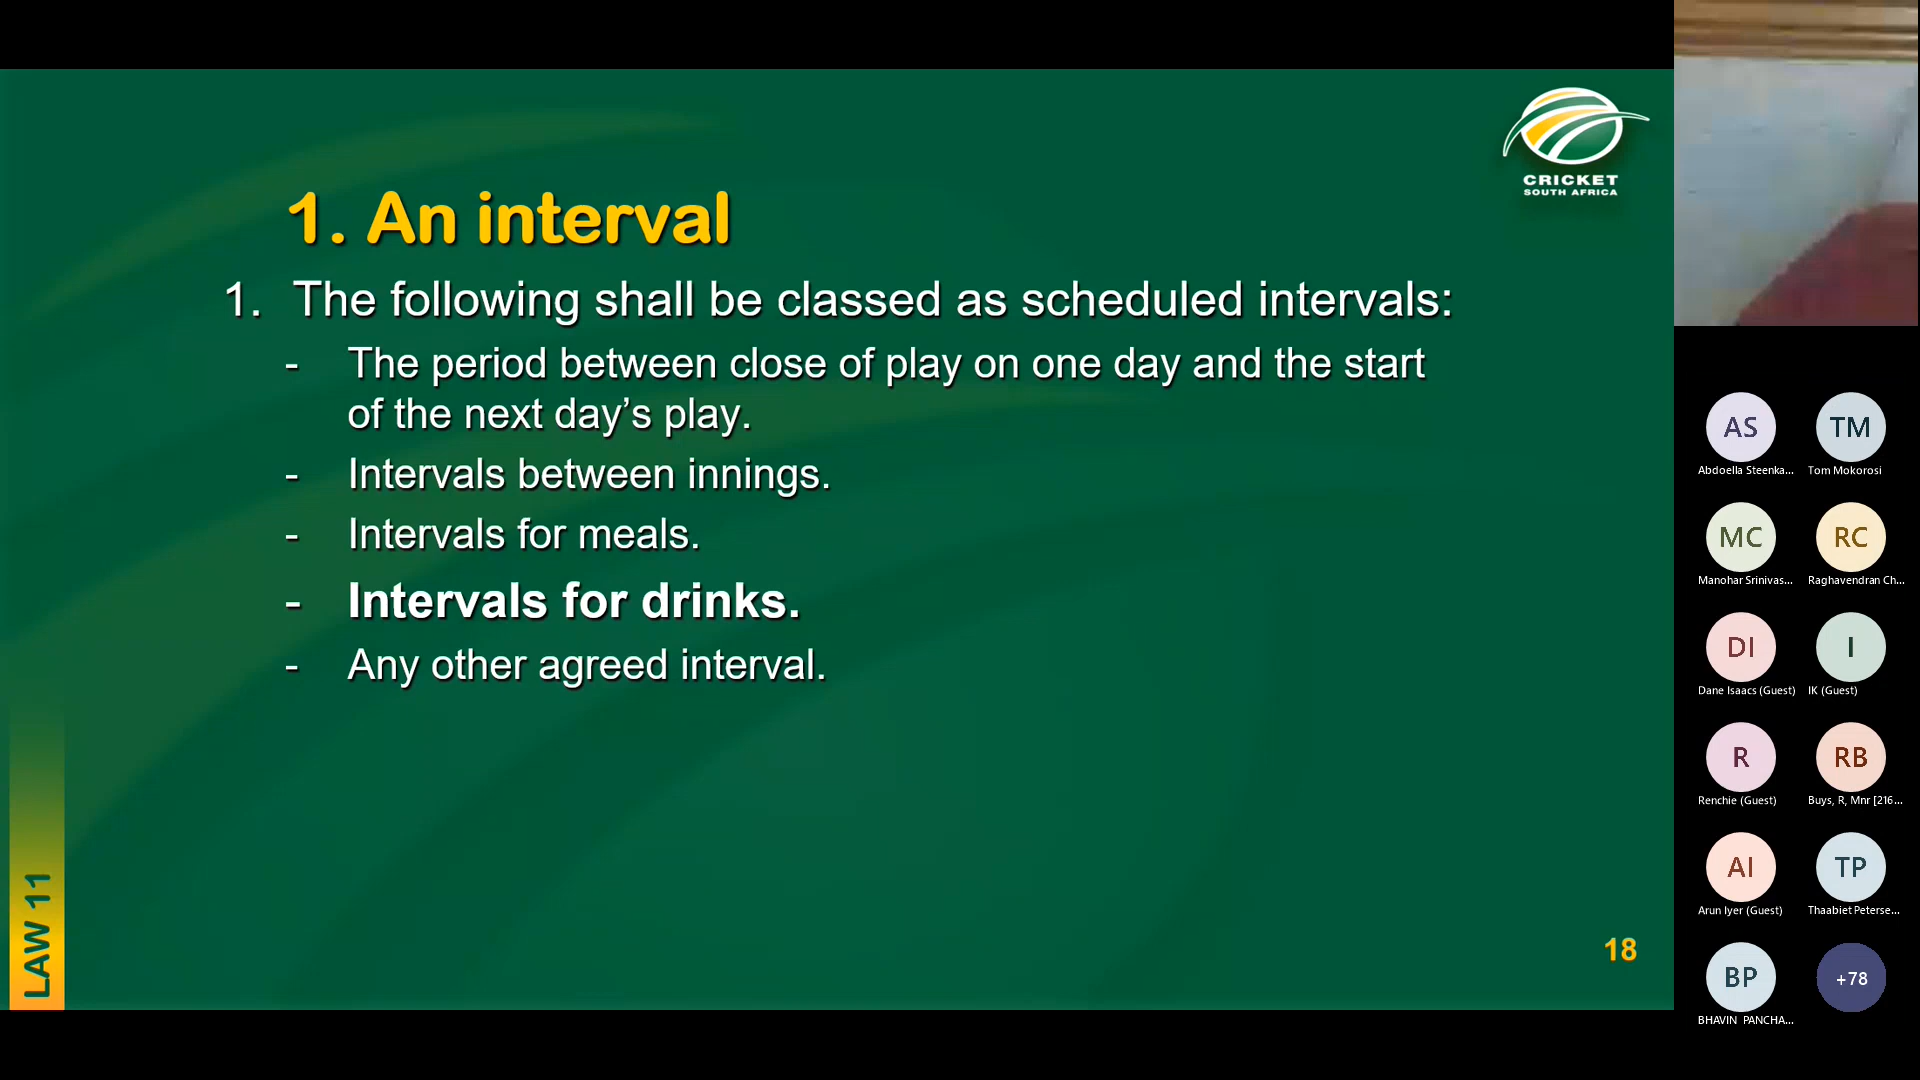 CRICKET
SOUTH AFRICA
1. An interval
1. The following shall be classed as scheduled intervals:
- The period between close of play on one day and the start
of the next day’s play.
- Intervals between innings.
- Intervals for meals.
- Intervals for drinks.
- Any other agreed interval.
LAW 11
18
AS
TM
Abdoella Steenka...
Tom Mokorosi
MC
RC
Manohar Srinivas...
Raghavendran Ch...
DI
I
Dane Isaacs (Guest)
IK (Guest)
R
RB
Renchie (Guest)
Buys, R, Mnr [216...
AI
TP
Arun Iyer (Guest)
Thaabiet Peterse...
BP
+78
BHAVIN PANCHA...